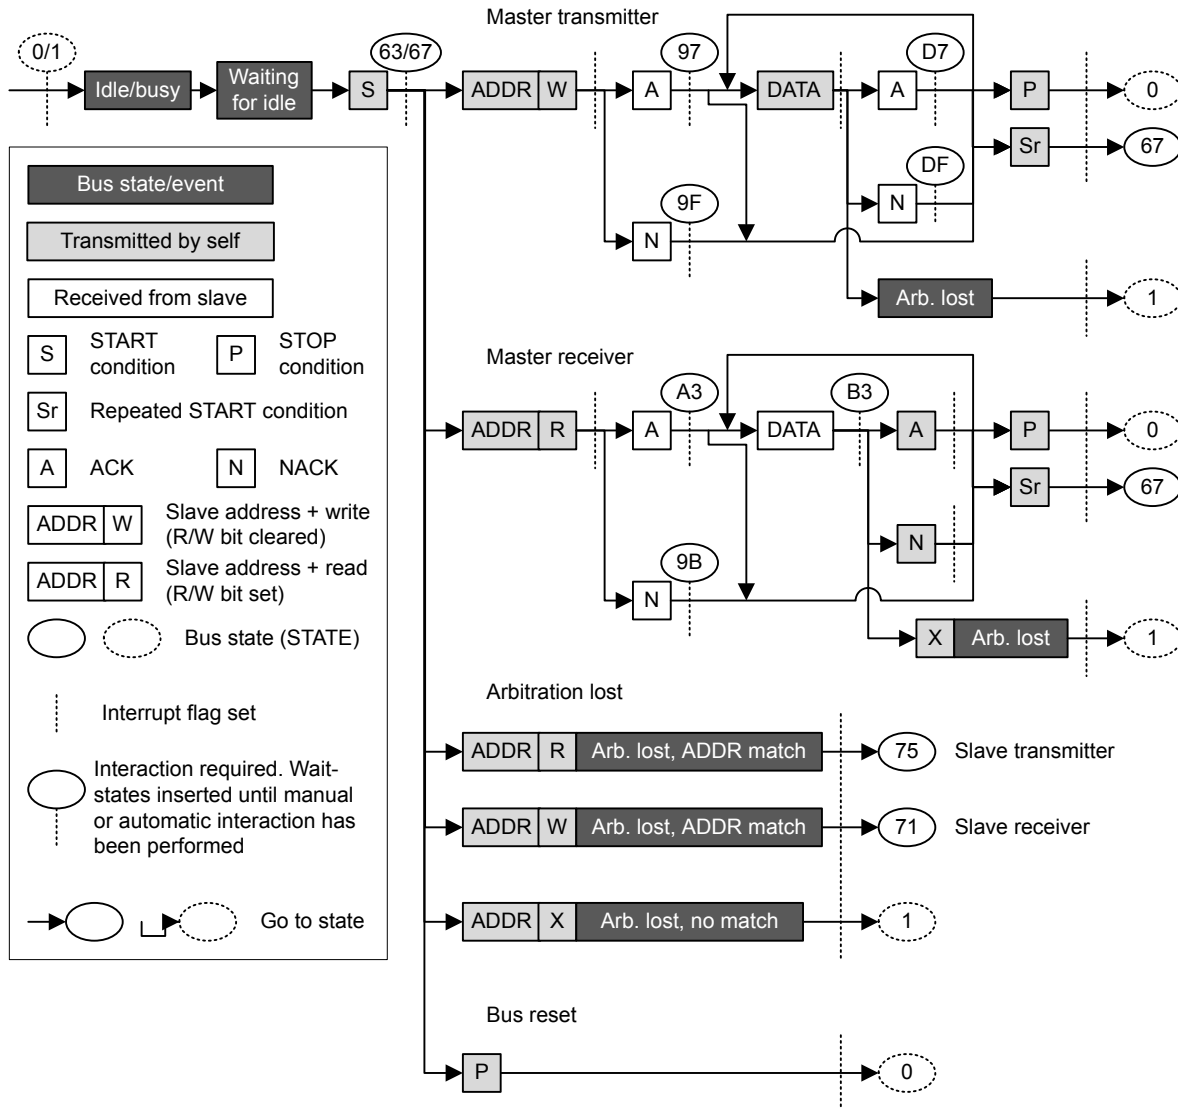 Master transmitter
0/1
63/67
97
D7
Idle/busy
Waiting
for idle
S
ADDR W
A
DATA
A
P
0
Sr
67
DF
N
9F
N
Arb. lost
1
Bus state/event
Transmitted by self
Received from slave
S START
condition
P STOP
condition
Sr Repeated START condition
A ACK
N NACK
ADDR W Slave address + write
(R/W bit cleared)
ADDR R Slave address + read
(R/W bit set)
Bus state (STATE)
Interrupt flag set
Interaction required. Wait-
states inserted until manual
or automatic interaction has
been performed
Go to state
Master receiver
A3
B3
ADDR R
A
DATA
A
P
0
Sr
67
N
9B
N
X Arb. lost
1
Arbitration lost
ADDR R Arb. lost, ADDR match
75 Slave transmitter
ADDR W Arb. lost, ADDR match
71 Slave receiver
ADDR X Arb. lost, no match
1
Bus reset
P
0